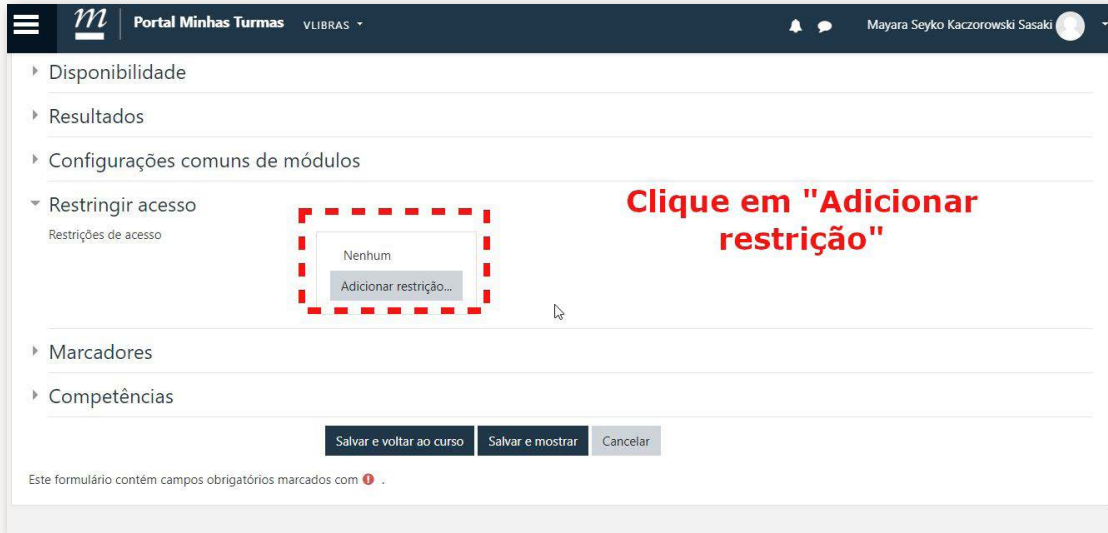 m Portal Minhas Turmas VLIBRAS Mayara Seyko Kaczorowski Sasaki
Disponibilidade
Resultados
Configurações comuns de módulos
Restringir acesso
Restrições de acesso
Nenhum
Adicionar restrição...
Clique em "Adicionar
restrição"
Marcadores
Competências
Salvar e voltar ao curso Salvar e mostrar Cancelar
Este formulário contém campos obrigatórios marcados com ! .